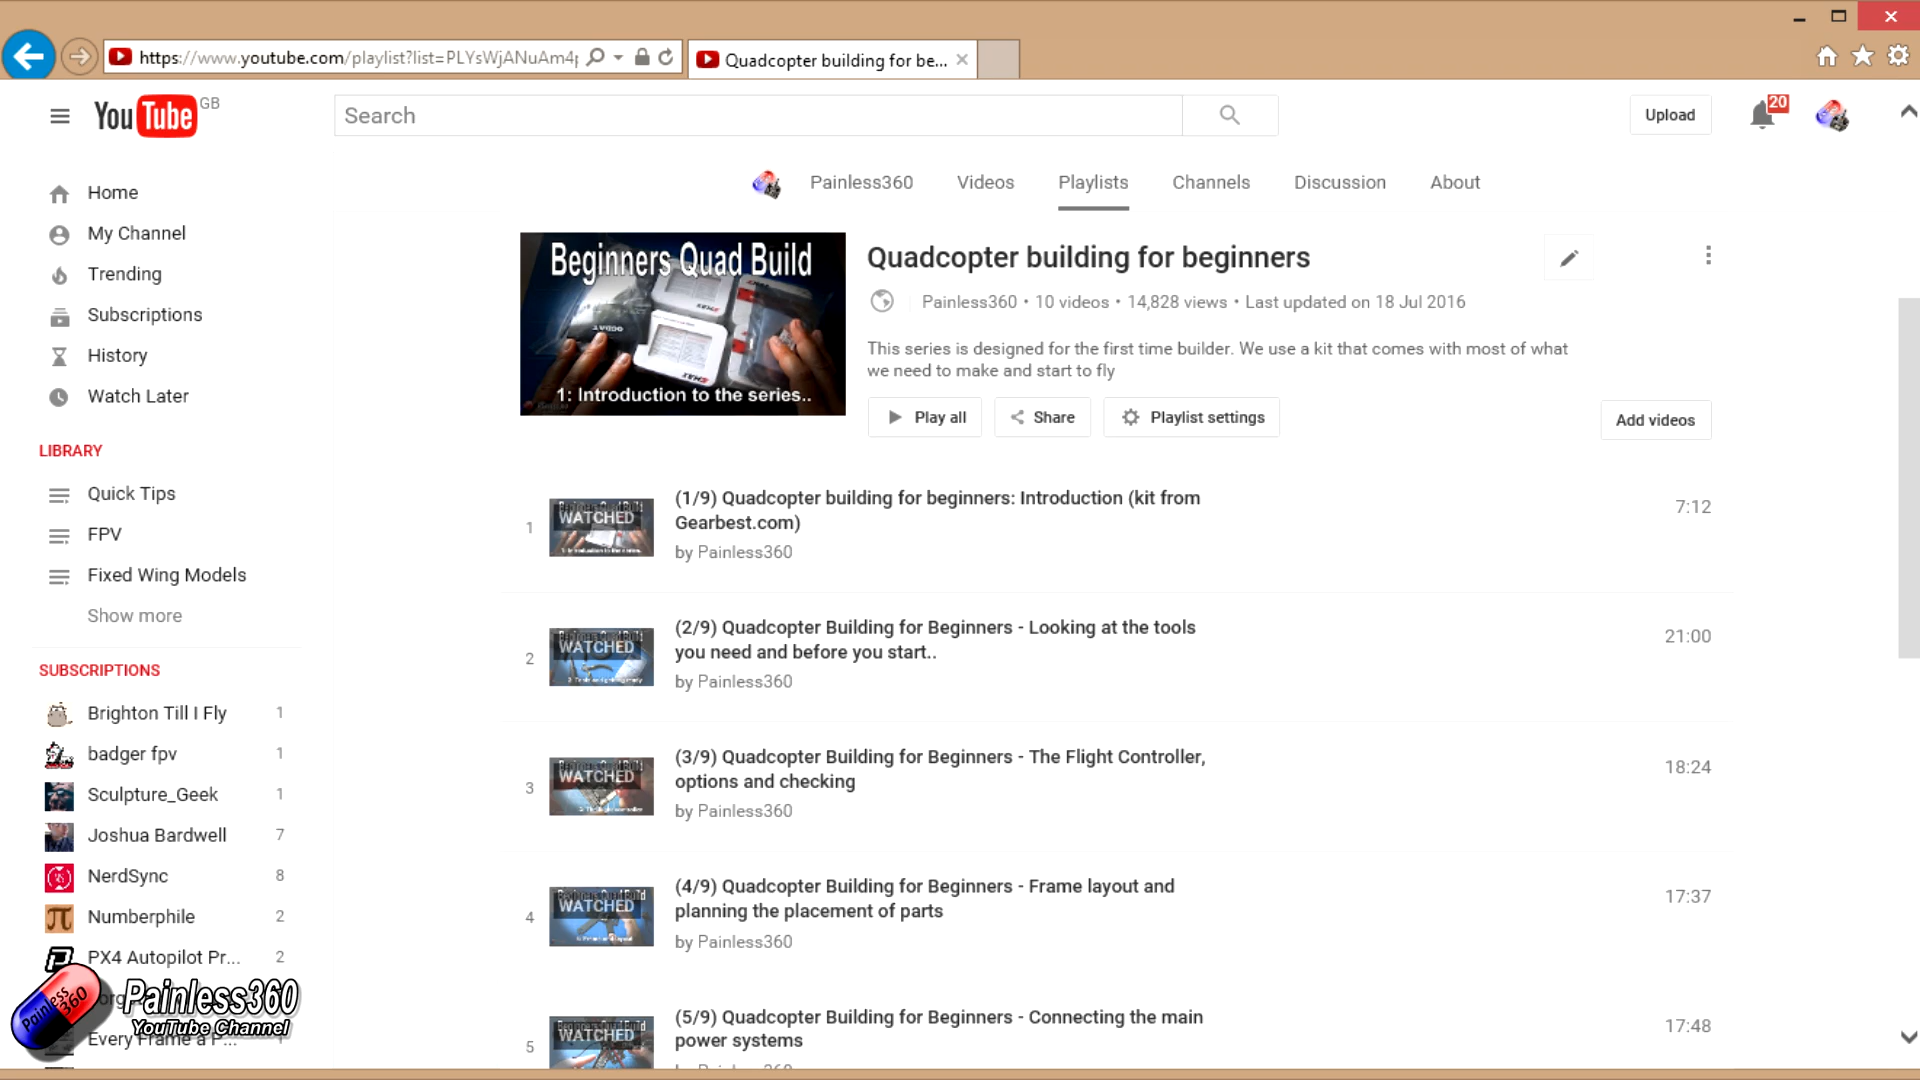 https://www.youtube.com/playlist?list=PLYsWjANuAm4
Quadcopter building for be...
YouTube GB
Search
Upload
20
Home
My Channel
Trending
Subscriptions
History
Watch Later
LIBRARY
Quick Tips
FPV
Fixed Wing Models
Show more
SUBSCRIPTIONS
Brighton Till I Fly 1
badger fpv 1
Sculpture_Geek 1
Joshua Bardwell 7
NerdSync 8
Numberphile 2
PX4 Autopilot Pr... 2
Every Frame a P... 1
Painless360
Painless360
YouTube Channel
Painless360 Videos Playlists Channels Discussion About
Beginners Quad Build
1: Introduction to the series..
Quadcopter building for beginners
Painless360 • 10 videos • 14,828 views • Last updated on 18 Jul 2016
This series is designed for the first time builder. We use a kit that comes with most of what
we need to make and start to fly
Play all Share Playlist settings
Add videos
1
WATCHED
(1/9) Quadcopter building for beginners: Introduction (kit from
Gearbest.com)
by Painless360
7:12
2
WATCHED
(2/9) Quadcopter Building for Beginners - Looking at the tools
you need and before you start..
by Painless360
21:00
3
WATCHED
(3/9) Quadcopter Building for Beginners - The Flight Controller,
options and checking
by Painless360
18:24
4
WATCHED
(4/9) Quadcopter Building for Beginners - Frame layout and
planning the placement of parts
by Painless360
17:37
5
WATCHED
(5/9) Quadcopter Building for Beginners - Connecting the main
power systems
17:48